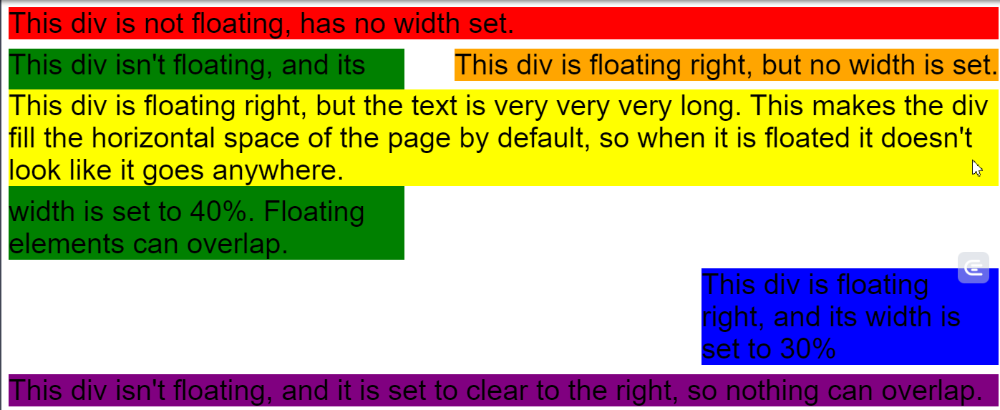 This div is not floating, has no width set.
This div isn't floating, and its
This div is floating right, but no width is set.
This div is floating right, but the text is very very very long. This makes the div
fill the horizontal space of the page by default, so when it is floated it doesn't
look like it goes anywhere.
width is set to 40%. Floating
elements can overlap.
This div is floating
right, and its width is
set to 30%
This div isn't floating, and it is set to clear to the right, so nothing can overlap.